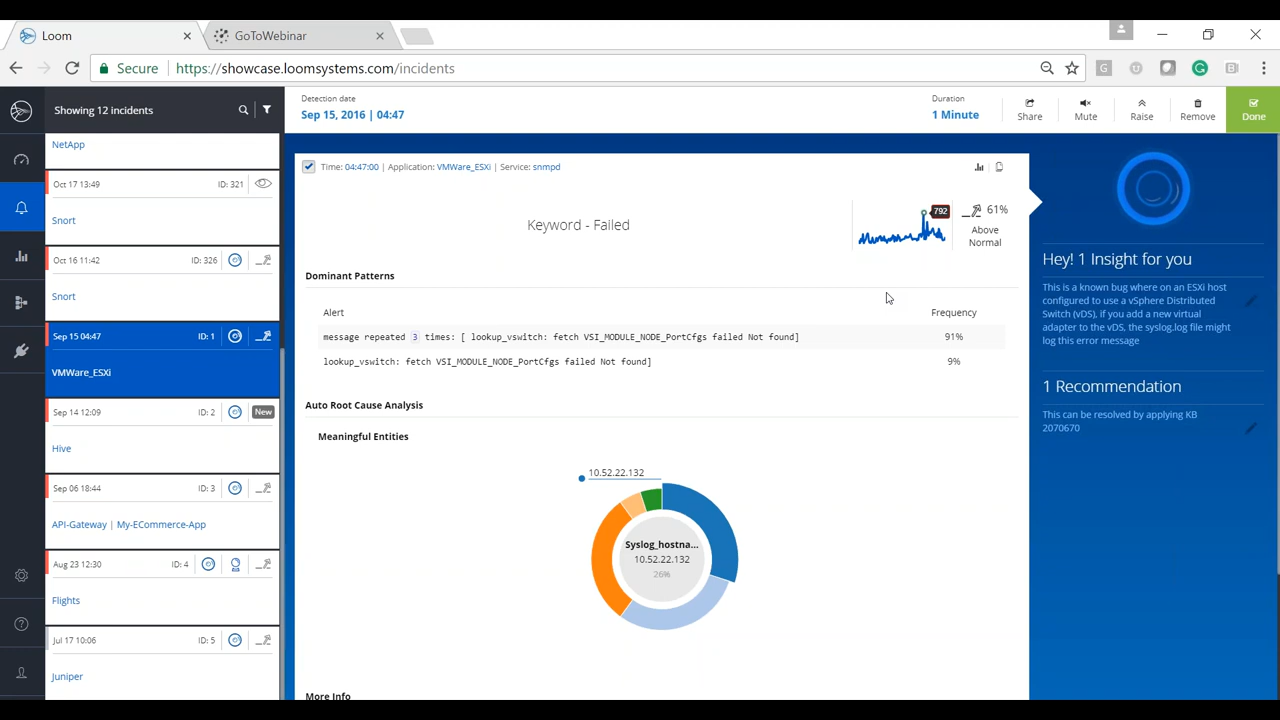 Loom
GoToWebinar
Secure
https://showcase.loomsystems.com/incidents
Showing 12 incidents
NetApp
Oct 17 13:49
ID: 321
Snort
Oct 16 11:42
ID: 326
Snort
Sep 15 04:47
ID: 1
VMWare_ESXi
Sep 14 12:09
ID: 2
New
Hive
Sep 06 18:44
ID: 3
API-Gateway | My-ECommerce-App
Aug 23 12:30
ID: 4
Flights
Jul 17 10:06
ID: 5
Juniper
Detection date
Sep 15, 2016 | 04:47
Duration
1 Minute
Share
Mute
Raise
Remove
Done
Time: 04:47:00 | Application: VMWare_ESXi | Service: snmpd
Keyword - Failed
792
61%
Above
Normal
Dominant Patterns
Alert
Frequency
message repeated 3 times: [ lookup_vswitch: fetch VSI_MODULE_NODE_PortCfgs failed Not found]
91%
lookup_vswitch: fetch VSI_MODULE_NODE_PortCfgs failed Not found]
9%
Auto Root Cause Analysis
Meaningful Entities
10.52.22.132
Syslog_hostna...
10.52.22.132
26%
More Info
Hey! 1 Insight for you
This is a known bug where on an ESXi host
configured to use a vSphere Distributed
Switch (vDS), if you add a new virtual
adapter to the vDS, the syslog.log file might
log this error message
1 Recommendation
This can be resolved by applying KB
2070670